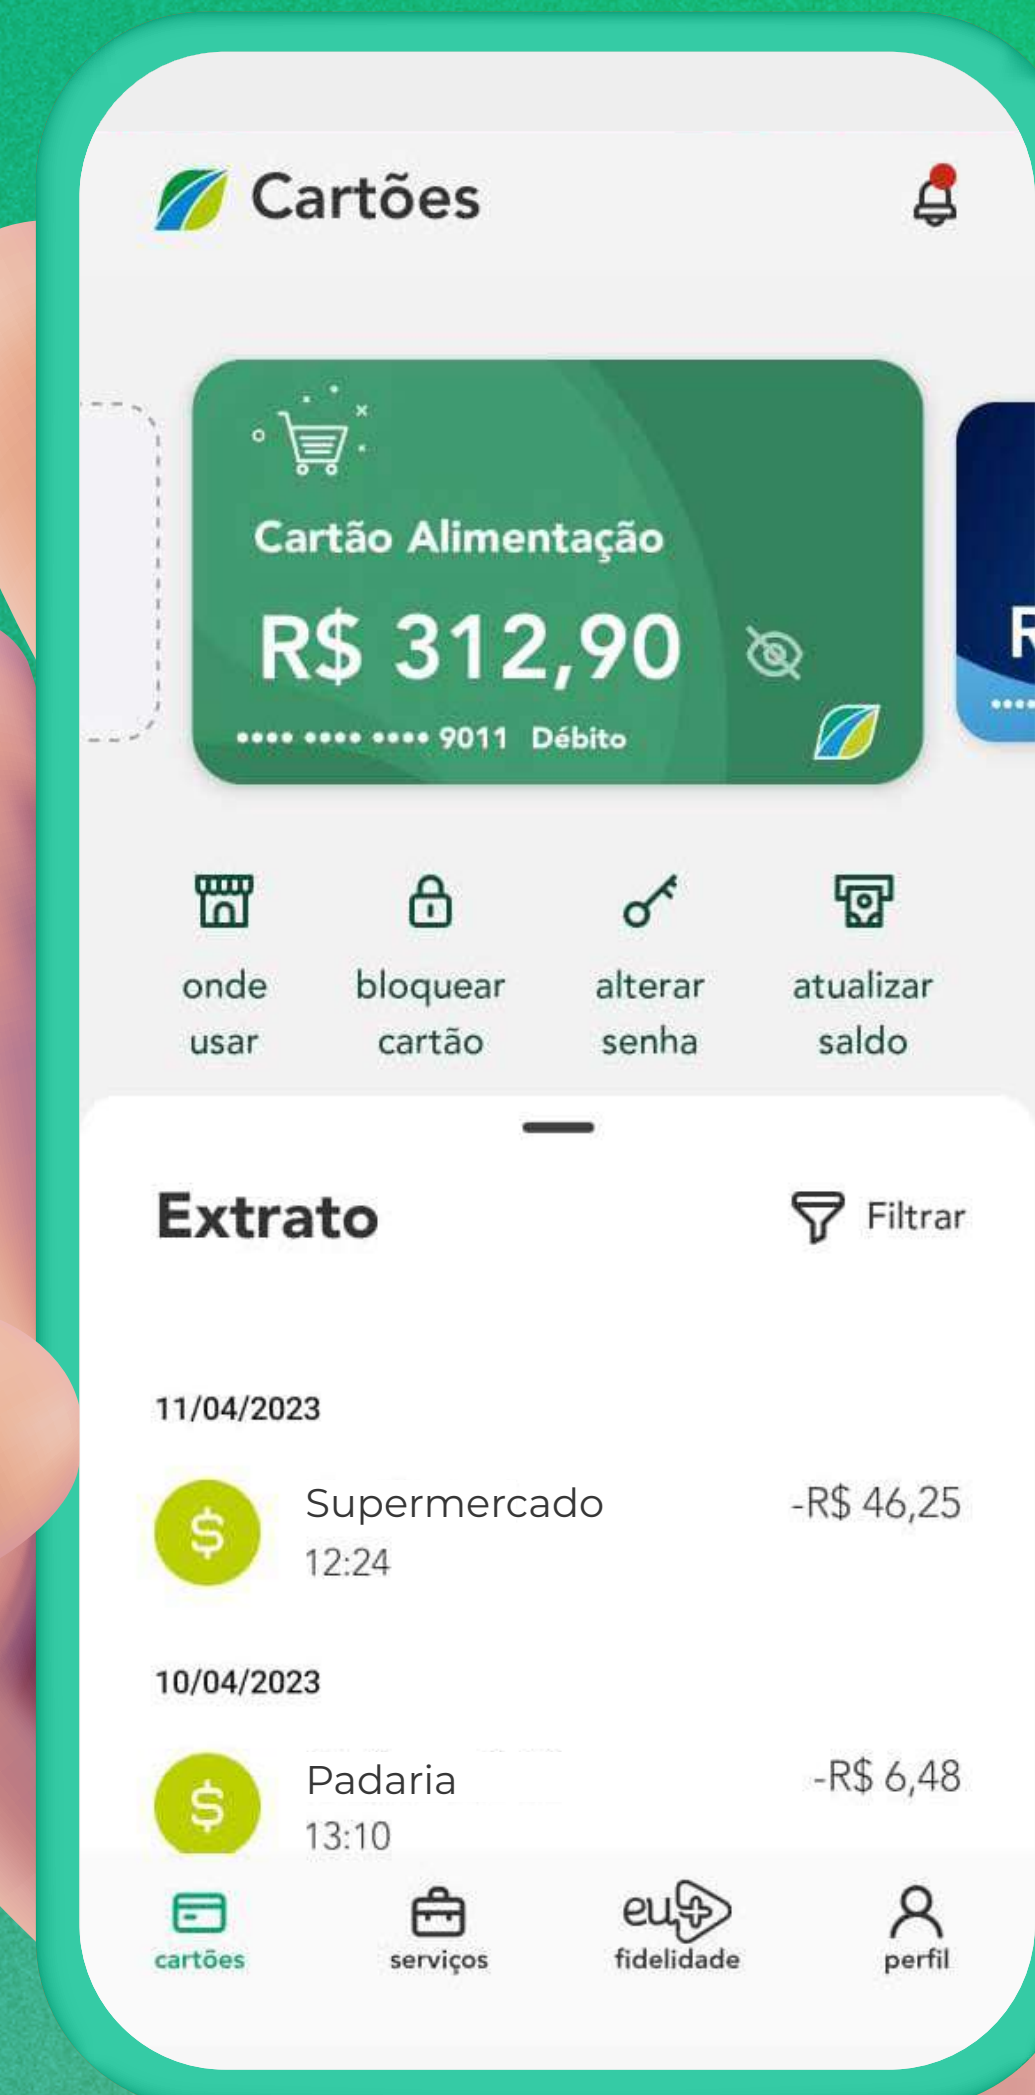 Cartões
Cartão Alimentação
R$ 312,90
•••• •••• •••• 9011 Débito
onde
usar
bloquear
cartão
alterar
senha
atualizar
saldo
Extrato
Filtrar
11/04/2023
Supermercado
-R$ 46,25
12:24
10/04/2023
Padaria
-R$ 6,48
13:10
cartões
serviços
eu+
fidelidade
perfil